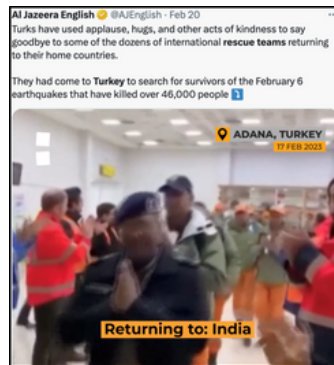 Al Jazeera English @AJEnglish · Feb 20
Turks have used applause, hugs, and other acts of kindness to say
goodbye to some of the dozens of international rescue teams returning
to their home countries.
They had come to Turkey to search for survivors of the February 6
earthquakes that have killed over 46,000 people
ADANA, TURKEY
17 FEB 2023
Returning to: India